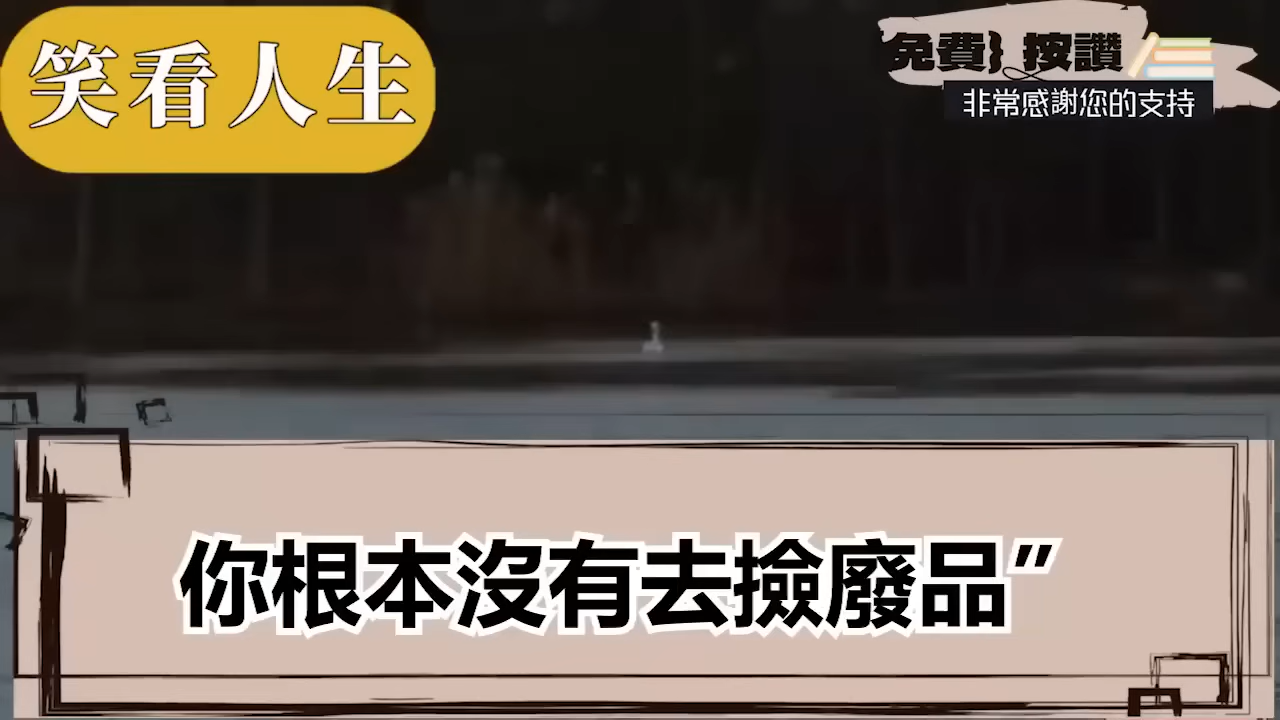 笑看人生
免費 按讚
非常感謝您的支持
你根本沒有去撿廢品”